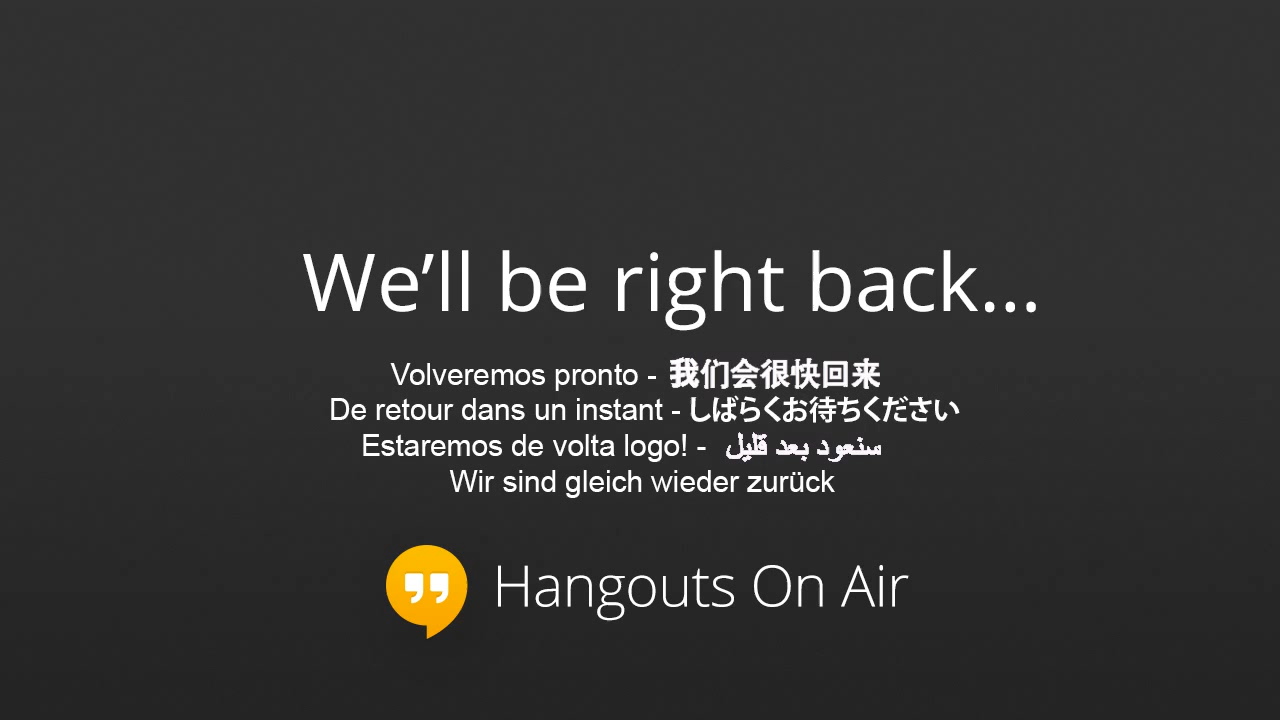 We’ll be right back...
Volveremos pronto - 我们会很快回来
De retour dans un instant - しばらくお待ちください
Estaremos de volta logo! - سنعود بعد قليل
Wir sind gleich wieder zurück
Hangouts On Air